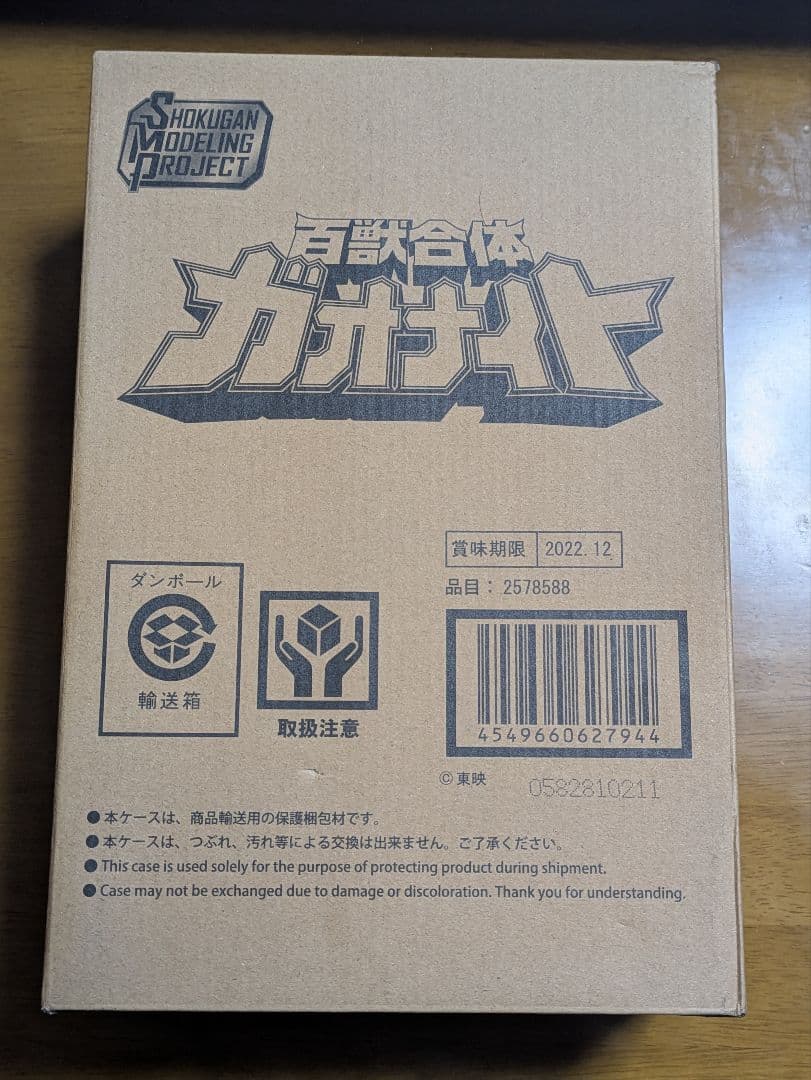 SHOKUGAN
MODELING
PROJECT
百獣合体
ガオナイト
賞味期限 2022.12
品目：2578588
ダンボール
輸送箱
取扱注意
4549660627944
©東映 0582810211
●本ケースは、商品輸送用の保護梱包材です。
●本ケースは、つぶれ、汚れ等による交換は出来ません。ご了承ください。
●This case is used solely for the purpose of protecting product during shipment.
●Case may not be exchanged due to damage or discoloration. Thank you for understanding.